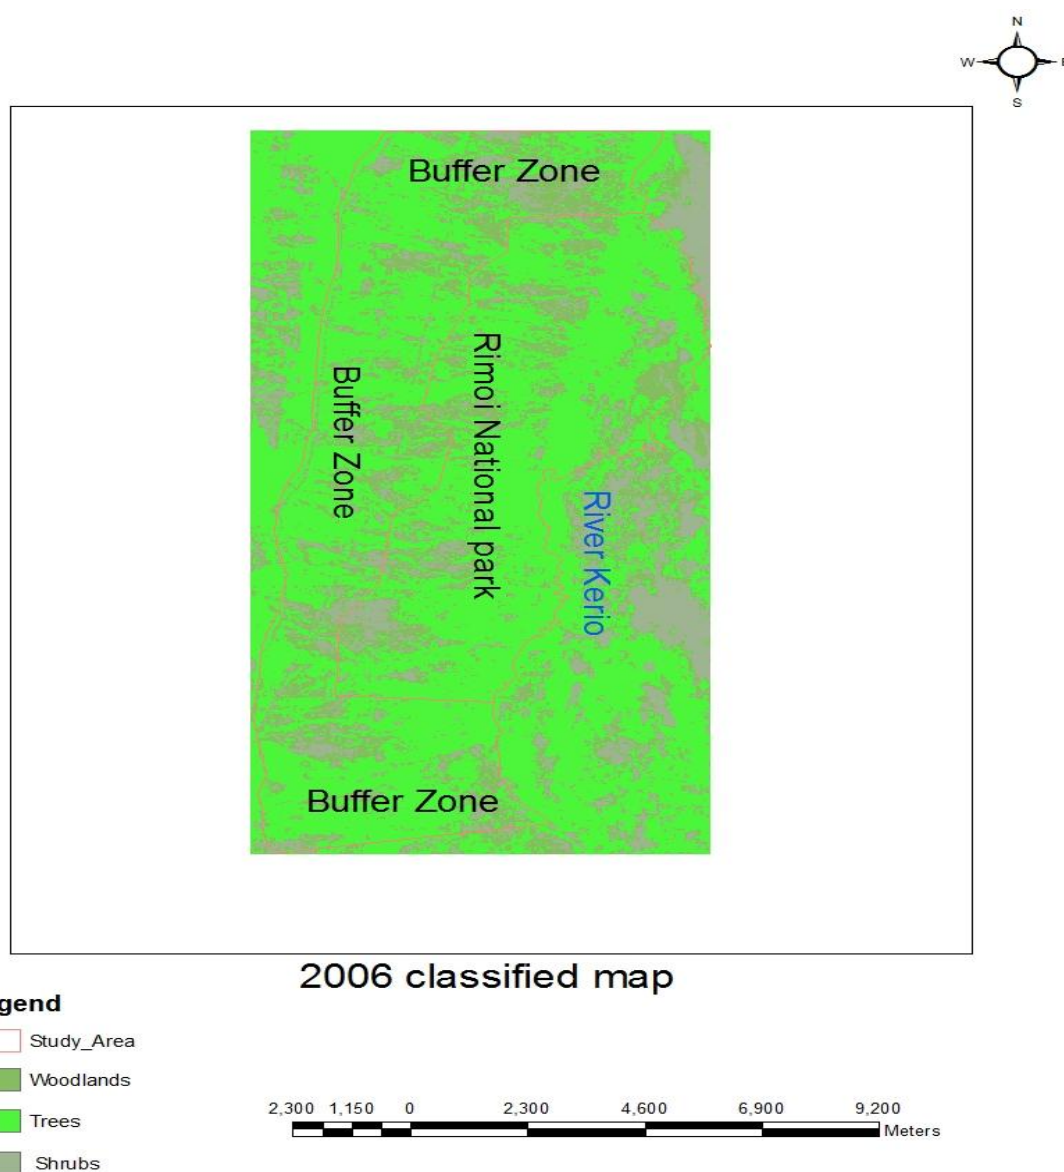 N
W
S
Buffer Zone
Rimoi National park
Buffer Zone
River Kerio
Buffer Zone
2006 classified map
gend
Study_Area
Woodlands
Trees
Shrubs
2,300 1,150 0 2,300 4,600 6,900 9,200
Meters